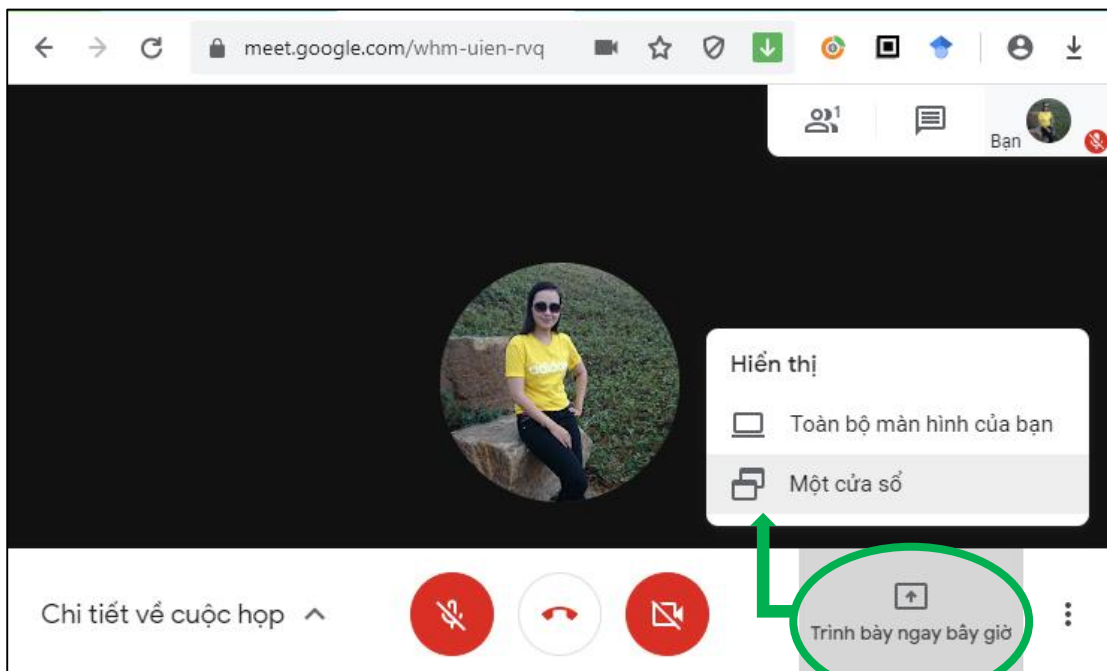 meet.google.com/whm-uien-rvq
1
Bạn
adidas
Hiển thị
Toàn bộ màn hình của bạn
Một cửa sổ
Chi tiết về cuộc họp
Trình bày ngay bây giờ